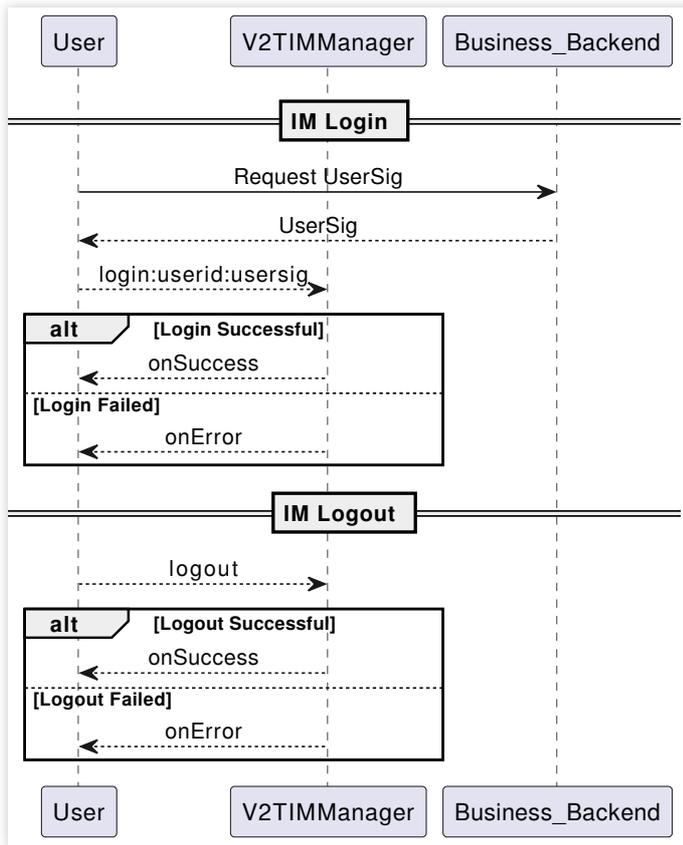 User V2TIMManager Business_Backend
IM Login
Request UserSig
UserSig
login:userid:usersig
alt [Login Successful]
onSuccess
[Login Failed]
onError
IM Logout
logout
alt [Logout Successful]
onSuccess
[Logout Failed]
onError
User V2TIMManager Business_Backend